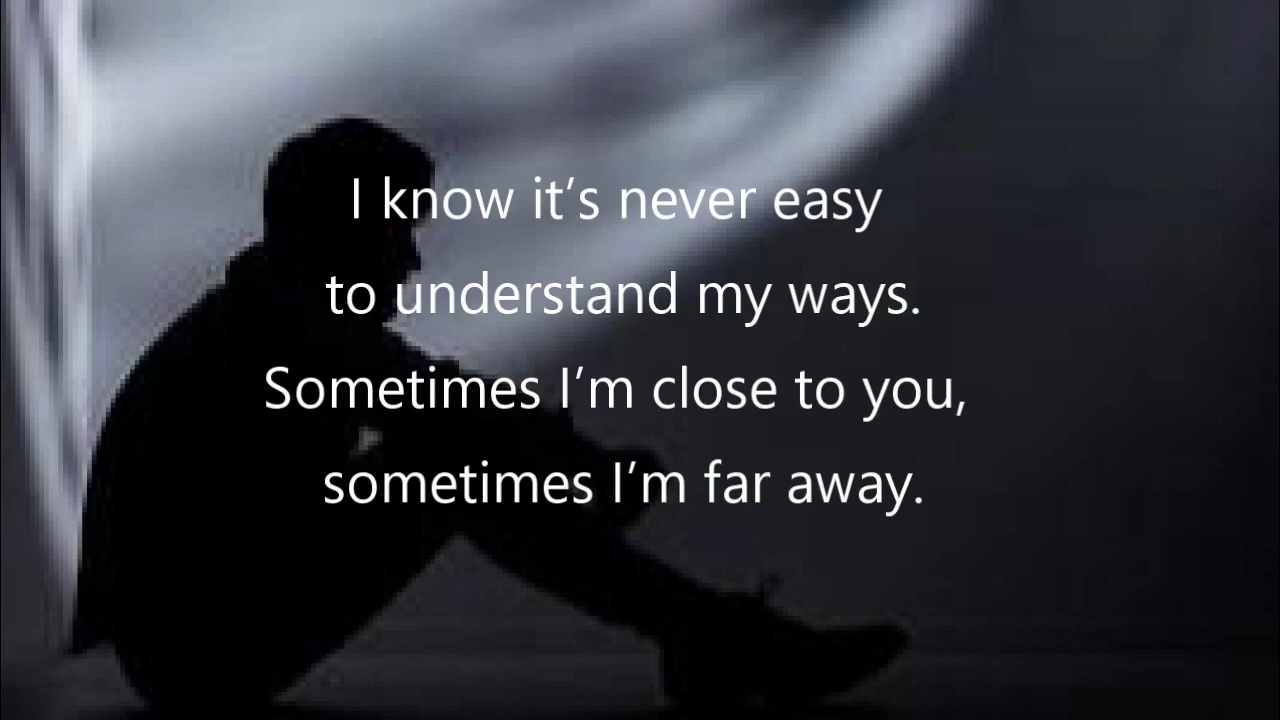 I know it’s never easy
to understand my ways.
Sometimes I’m close to you,
sometimes I’m far away.